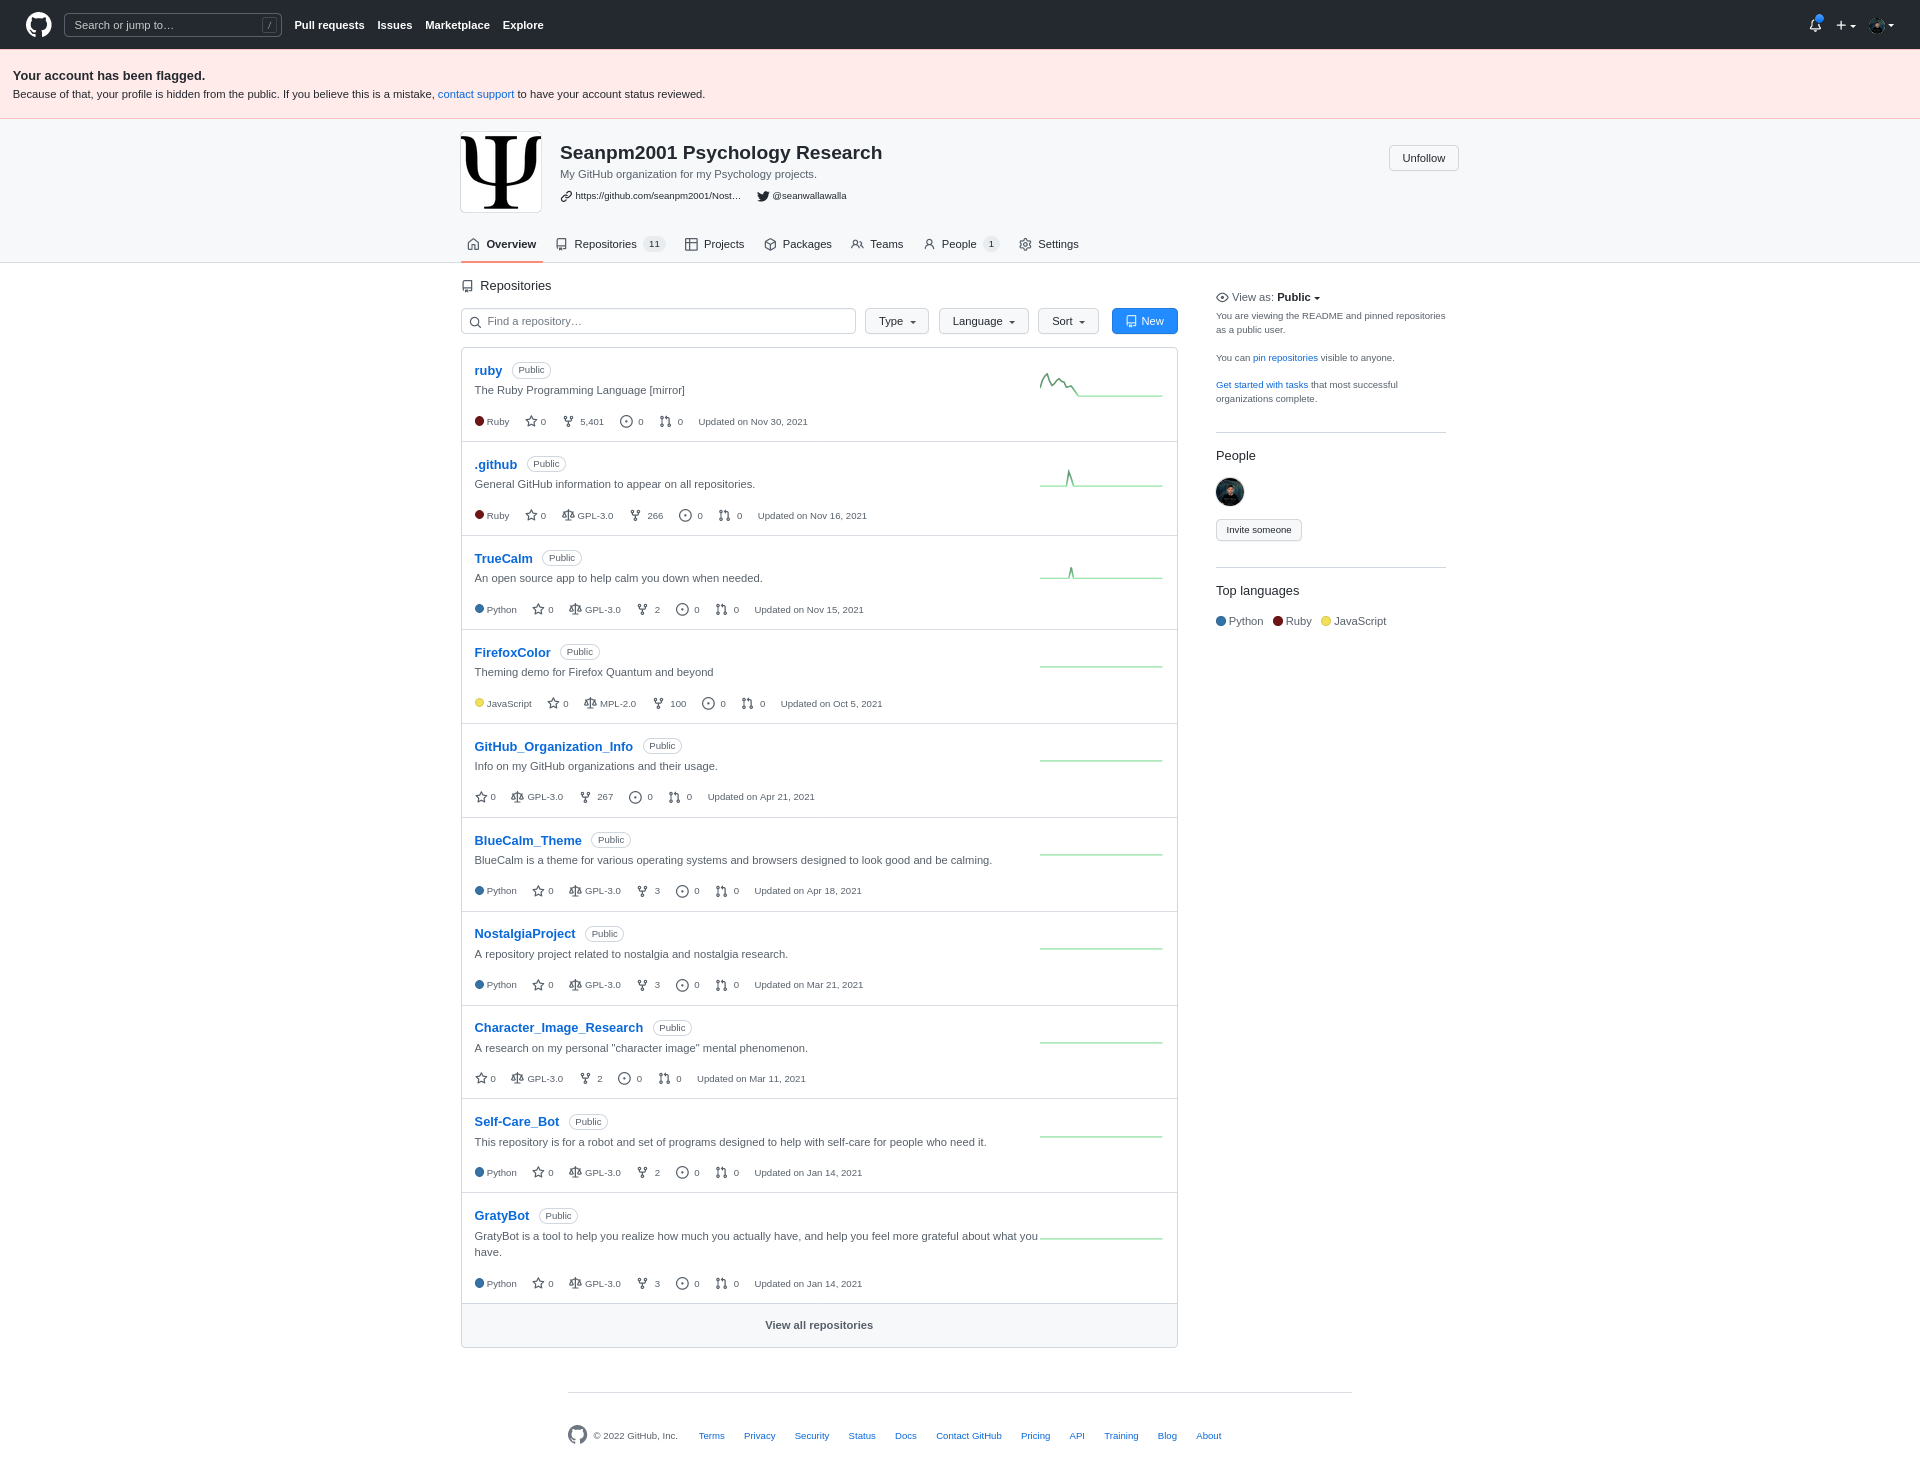 Search or jump to… /
Pull requests Issues Marketplace Explore
Your account has been flagged.
Because of that, your profile is hidden from the public. If you believe this is a mistake, contact support to have your account status reviewed.
Ψ
Seanpm2001 Psychology Research
Unfollow
My GitHub organization for my Psychology projects.
https://github.com/seanpm2001/Nost… @seanwallawalla
Overview Repositories 11 Projects Packages Teams People 1 Settings
Repositories
Find a repository… Type Language Sort New
ruby Public
The Ruby Programming Language [mirror]
Ruby 0 5,401 0 0 Updated on Nov 30, 2021
.github Public
General GitHub information to appear on all repositories.
Ruby 0 GPL-3.0 266 0 0 Updated on Nov 16, 2021
TrueCalm Public
An open source app to help calm you down when needed.
Python 0 GPL-3.0 2 0 0 Updated on Nov 15, 2021
FirefoxColor Public
Theming demo for Firefox Quantum and beyond
JavaScript 0 MPL-2.0 100 0 0 Updated on Oct 5, 2021
GitHub_Organization_Info Public
Info on my GitHub organizations and their usage.
0 GPL-3.0 267 0 0 Updated on Apr 21, 2021
BlueCalm_Theme Public
BlueCalm is a theme for various operating systems and browsers designed to look good and be calming.
Python 0 GPL-3.0 3 0 0 Updated on Apr 18, 2021
NostalgiaProject Public
A repository project related to nostalgia and nostalgia research.
Python 0 GPL-3.0 3 0 0 Updated on Mar 21, 2021
Character_Image_Research Public
A research on my personal "character image" mental phenomenon.
0 GPL-3.0 2 0 0 Updated on Mar 11, 2021
Self-Care_Bot Public
This repository is for a robot and set of programs designed to help with self-care for people who need it.
Python 0 GPL-3.0 2 0 0 Updated on Jan 14, 2021
GratyBot Public
GratyBot is a tool to help you realize how much you actually have, and help you feel more grateful about what you
have.
Python 0 GPL-3.0 3 0 0 Updated on Jan 14, 2021
View all repositories
View as: Public
You are viewing the README and pinned repositories
as a public user.
You can pin repositories visible to anyone.
Get started with tasks that most successful
organizations complete.
People
Invite someone
Top languages
Python Ruby JavaScript
© 2022 GitHub, Inc. Terms Privacy Security Status Docs Contact GitHub Pricing API Training Blog About